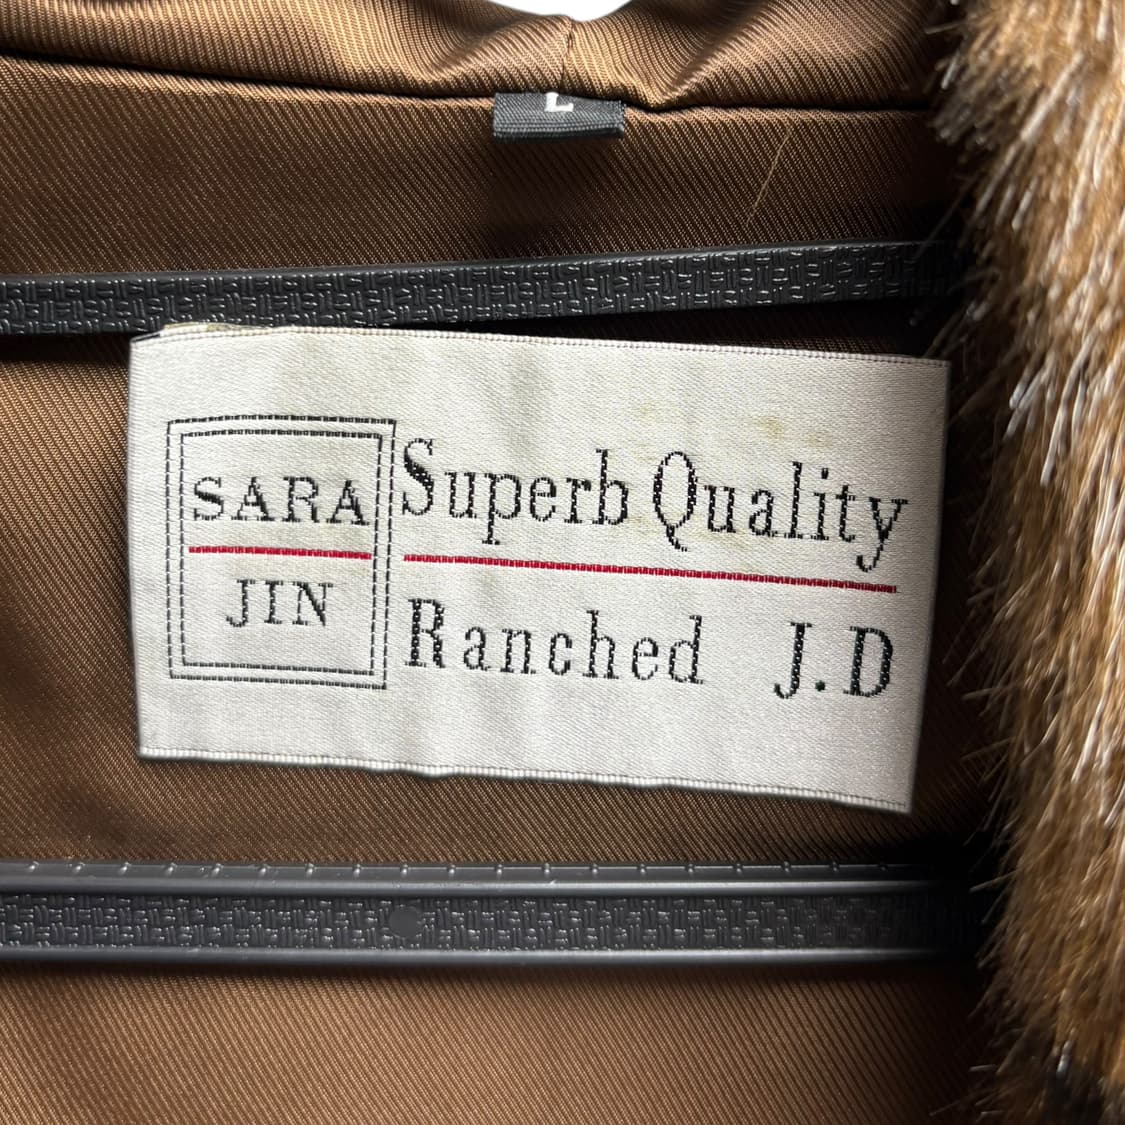 L
SARA
JIN
Superb Quality
Ranched J.D